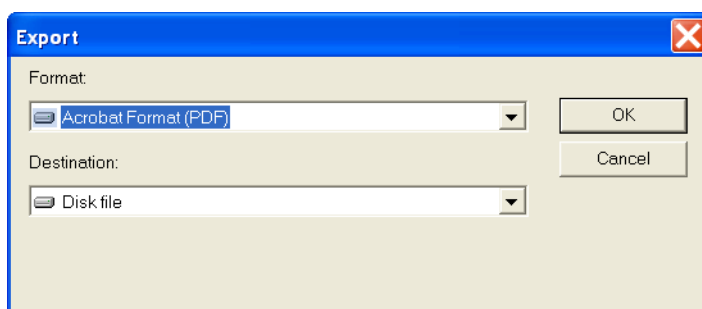 Export
Format:
Acrobat Format (PDF)
OK
Destination:
Cancel
Disk file